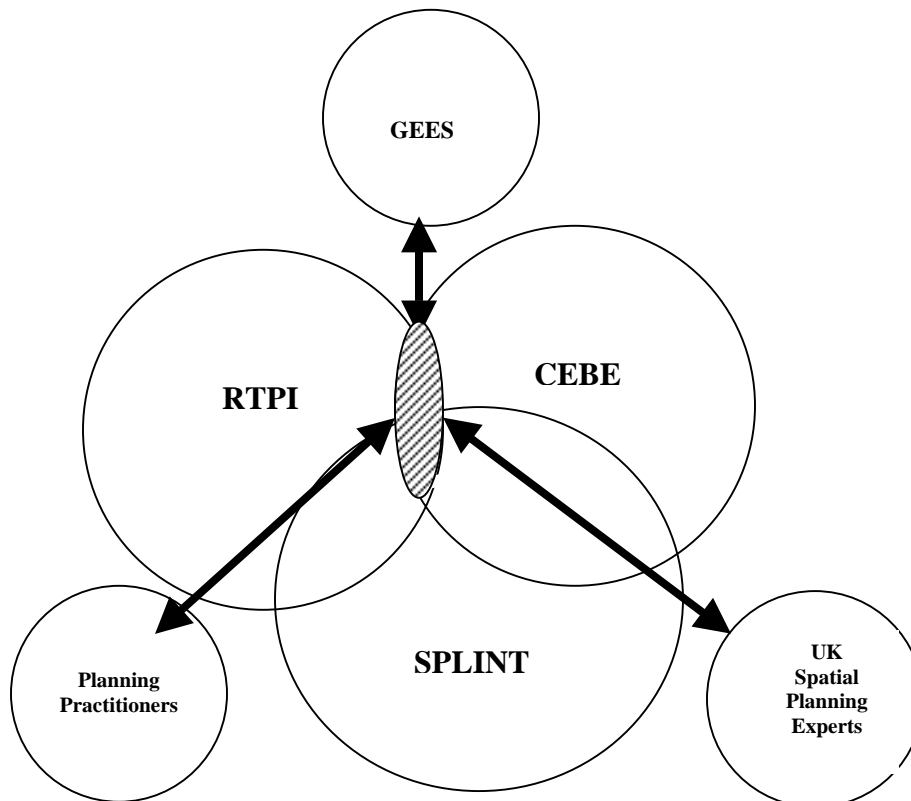 GEES
CEBE
RTPI
SPLINT
Planning
Practitioners
UK
Spatial
Planning
Experts